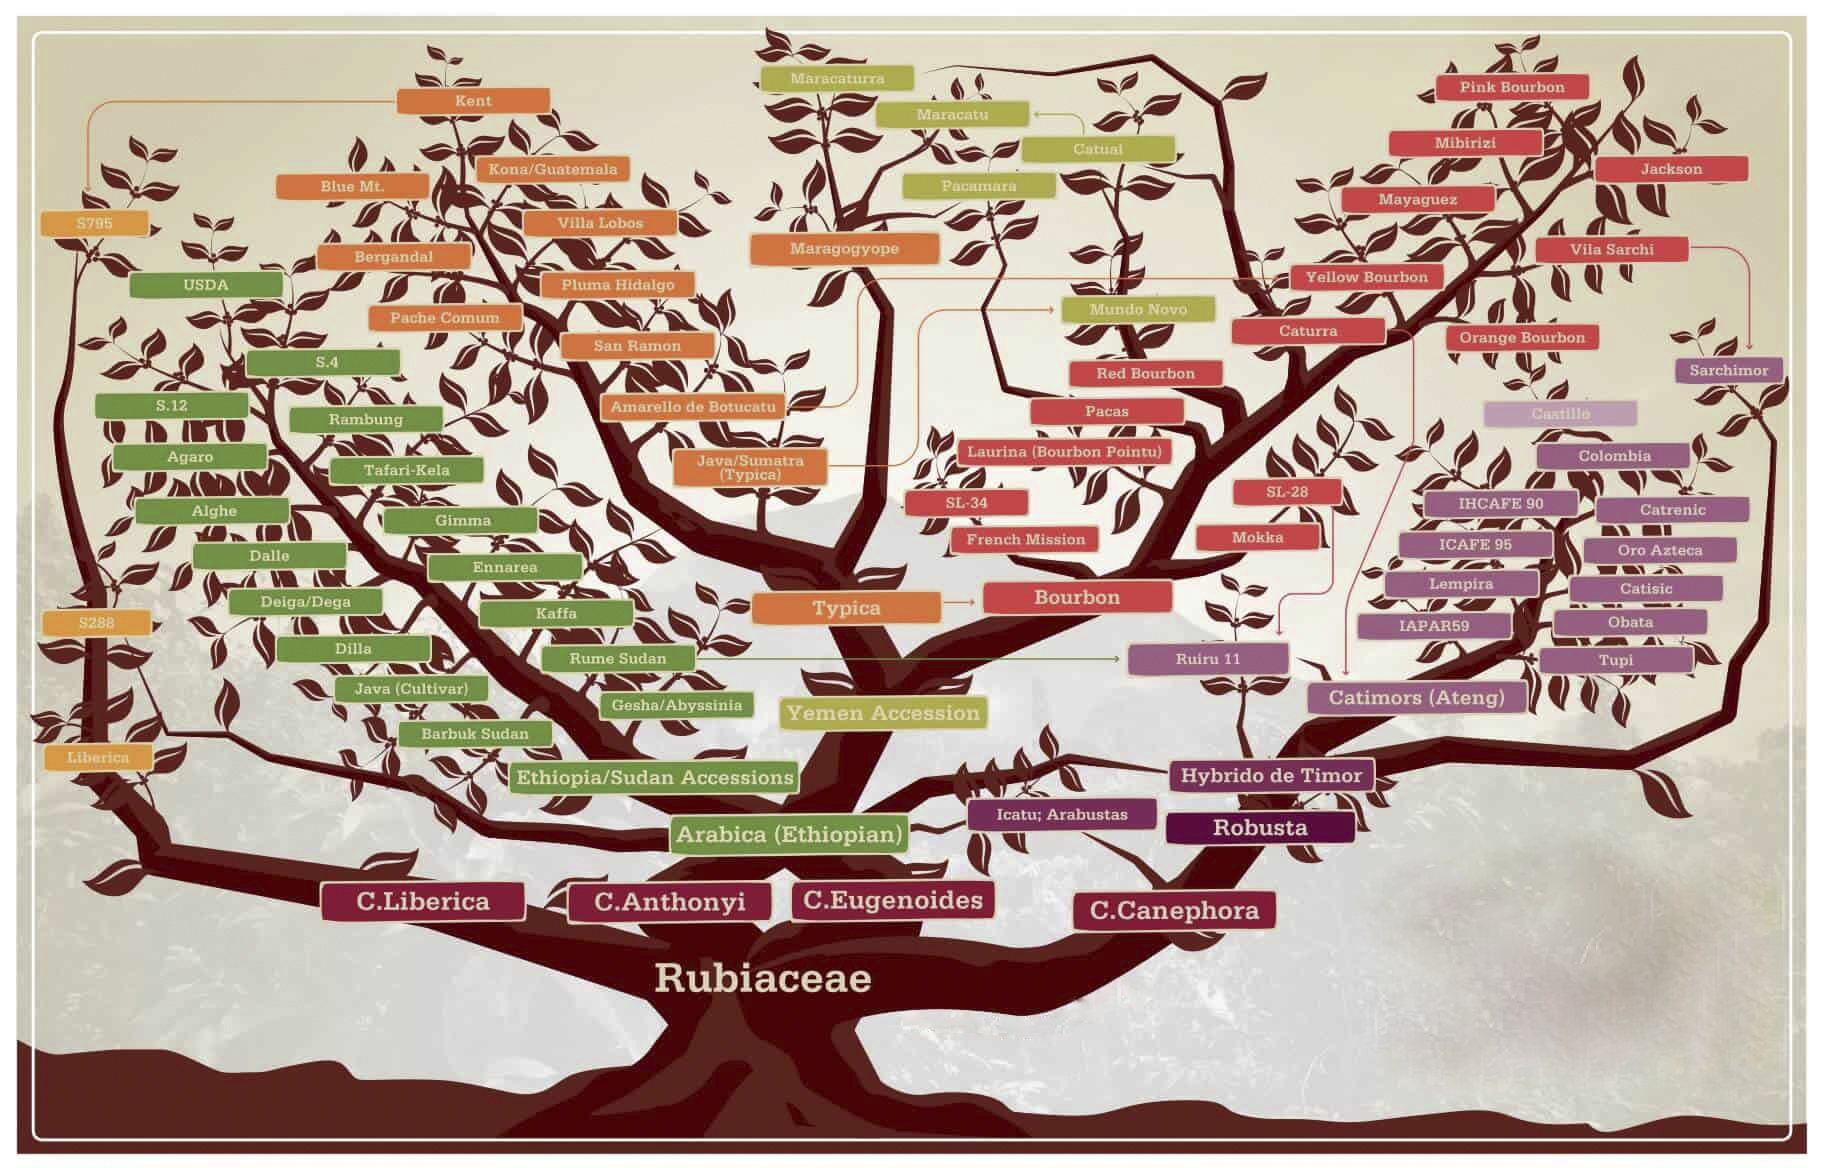 Maracaturra
Pink Bourbon
Kent
Maracatu
Mibirizi
Catual
Kona/Guatemala
Jackson
Blue Mt.
Pacamara
Mayaguez
S795
Villa Lobos
Maragogyope
Vila Sarchi
Bergandal
Yellow Bourbon
USDA
Pluma Hidalgo
Mundo Novo
Pache Comum
Caturra
Orange Bourbon
San Ramon
S.4
Sarchimor
Red Bourbon
S.12
Amarello de Botucatu
Pacas
Castillo
Rambung
Laurina (Bourbon Pointu)
Agaro
Colombia
Tafari-Kela
Java/Sumatra
(Typica)
SL-34
SL-28
IHCAFE 90
Catrenic
Alghe
Gimma
French Mission
Mokka
ICAFE 95
Oro Azteca
Dalle
Ennarea
Lempira
Catisic
Deiga/Dega
Kaffa
Typica
Bourbon
S288
IAPAR59
Obata
Dilla
Rume Sudan
Ruiru 11
Tupi
Java (Cultivar)
Gesha/Abyssinia
Yemen Accession
Catimors (Ateng)
Barbuk Sudan
Liberica
Ethiopia/Sudan Accessions
Hybrido de Timor
Icatu; Arabustas
Arabica (Ethiopian)
Robusta
C.Liberica
C.Anthonyi
C.Eugenoides
C.Canephora
Rubiaceae